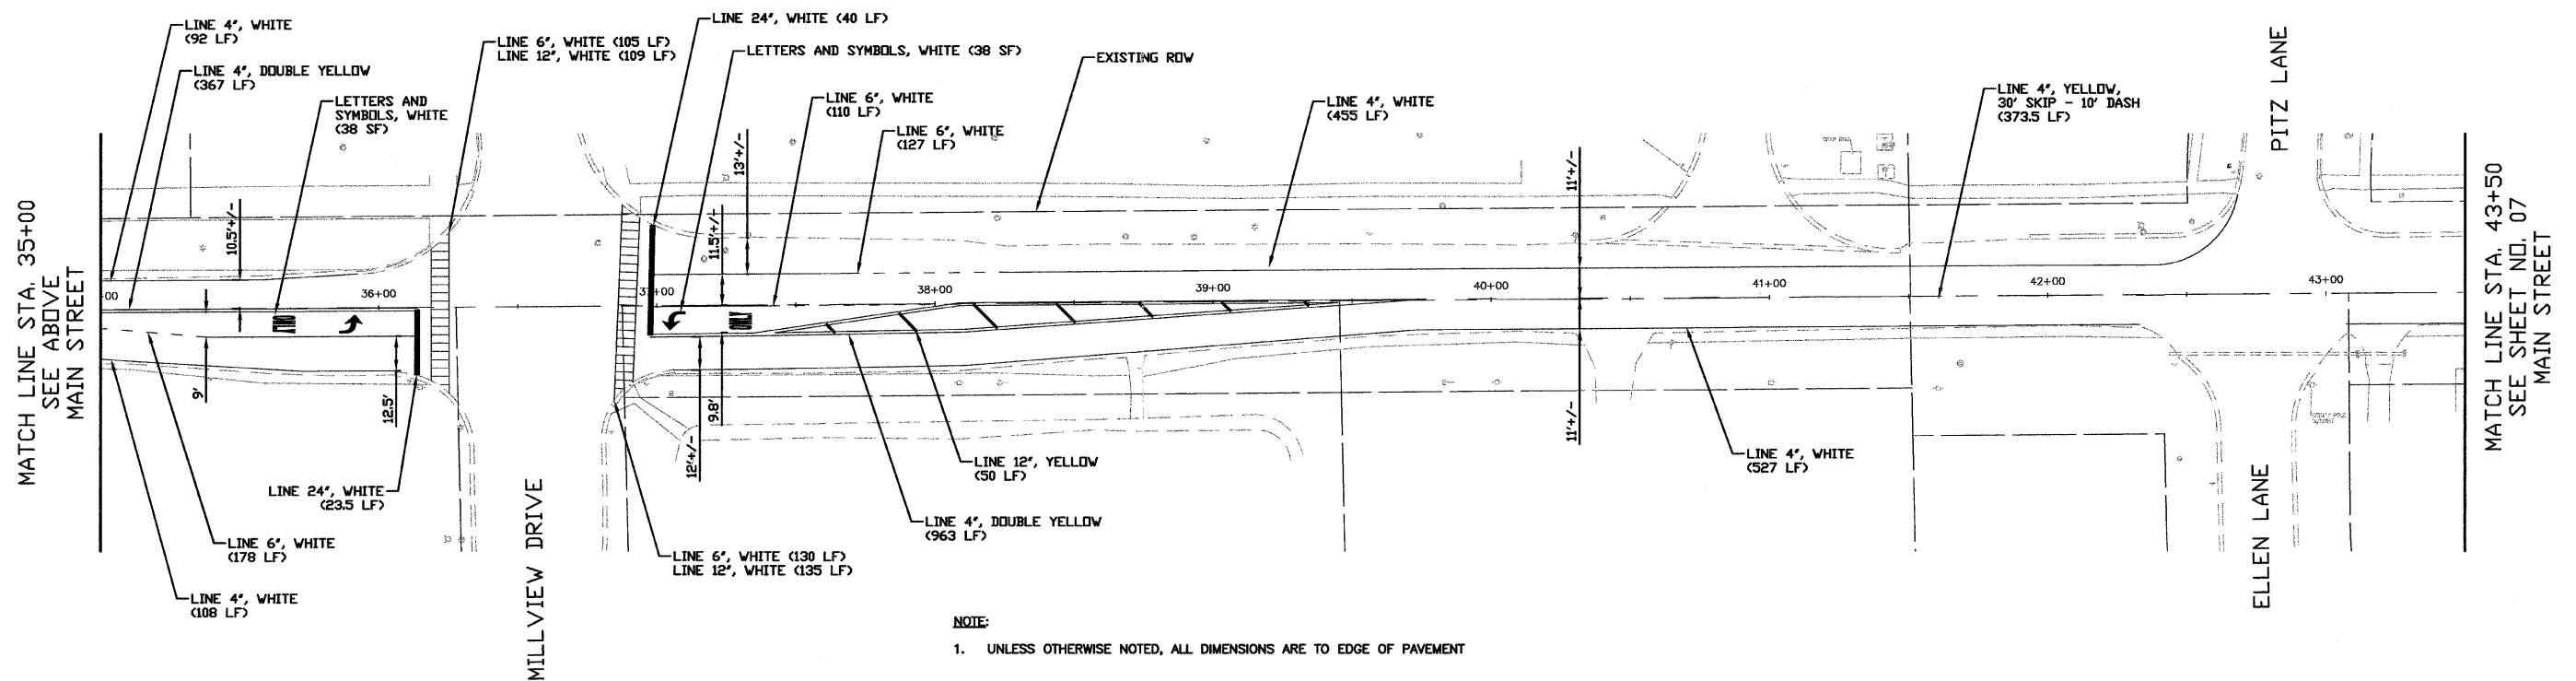 LINE 4", WHITE
(92 LF)
LINE 4", DOUBLE YELLOW
(367 LF)
LETTERS AND
SYMBOLS, WHITE
(38 SF)
LINE 6", WHITE (105 LF)
LINE 12", WHITE (109 LF)
LINE 24", WHITE (40 LF)
LETTERS AND SYMBOLS, WHITE (38 SF)
LINE 6", WHITE
(110 LF)
LINE 6", WHITE
(127 LF)
EXISTING ROW
LINE 4", WHITE
(455 LF)
LINE 4", YELLOW,
30' SKIP - 10' DASH
(373.5 LF)
PITZ LANE
MATCH LINE STA. 35+00
SEE ABOVE
MAIN STREET
10.5'+/-
13'+/-
11.5'+/-
11'+/-
00
36+00
37+00
38+00
39+00
40+00
41+00
42+00
43+00
ONLY
ONLY
9'
12.5'
12'+/-
9.8'
11'+/-
MATCH LINE STA. 43+50
SEE SHEET NO. 07
MAIN STREET
LINE 24", WHITE
(23.5 LF)
LINE 6", WHITE
(178 LF)
LINE 4", WHITE
(108 LF)
MILLVIEW DRIVE
LINE 6", WHITE (130 LF)
LINE 12", WHITE (135 LF)
LINE 12", YELLOW
(50 LF)
LINE 4", DOUBLE YELLOW
(963 LF)
LINE 4", WHITE
(527 LF)
ELLEN LANE
NOTE:
1. UNLESS OTHERWISE NOTED, ALL DIMENSIONS ARE TO EDGE OF PAVEMENT